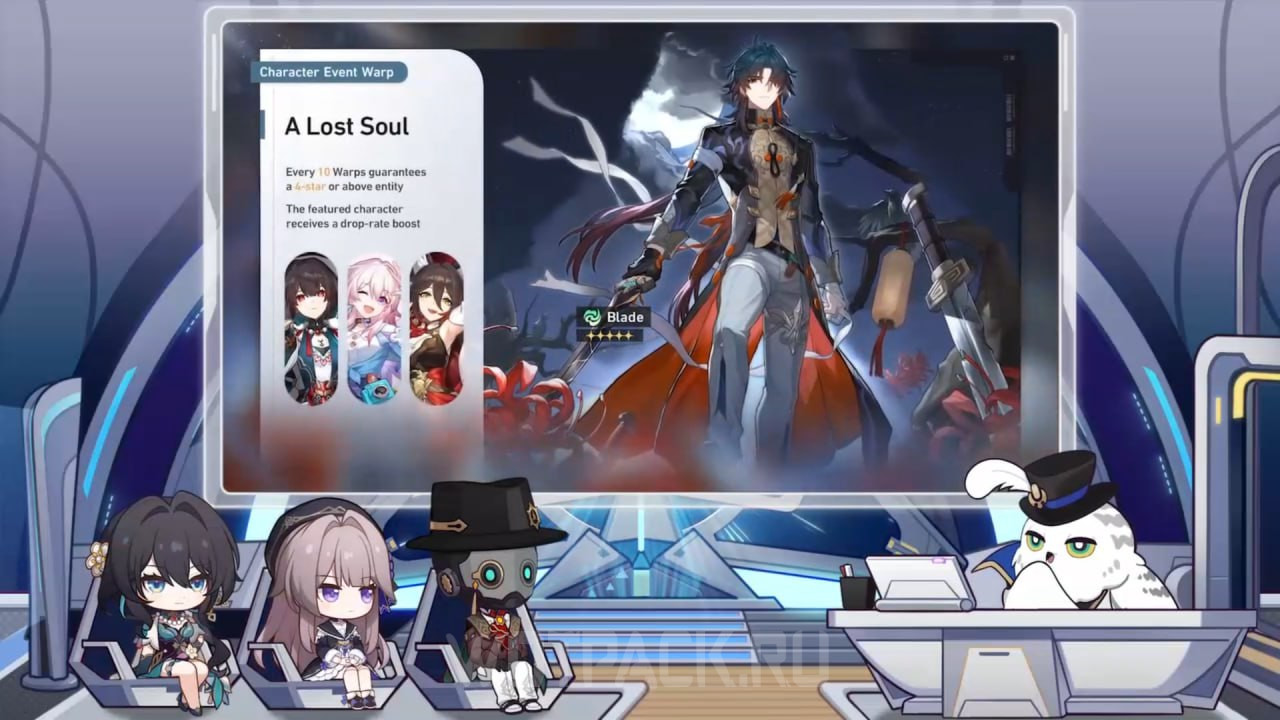 Character Event Warp
A Lost Soul
Every 10 Warps guarantees
a 4-star or above entity
The featured character
receives a drop-rate boost
Blade